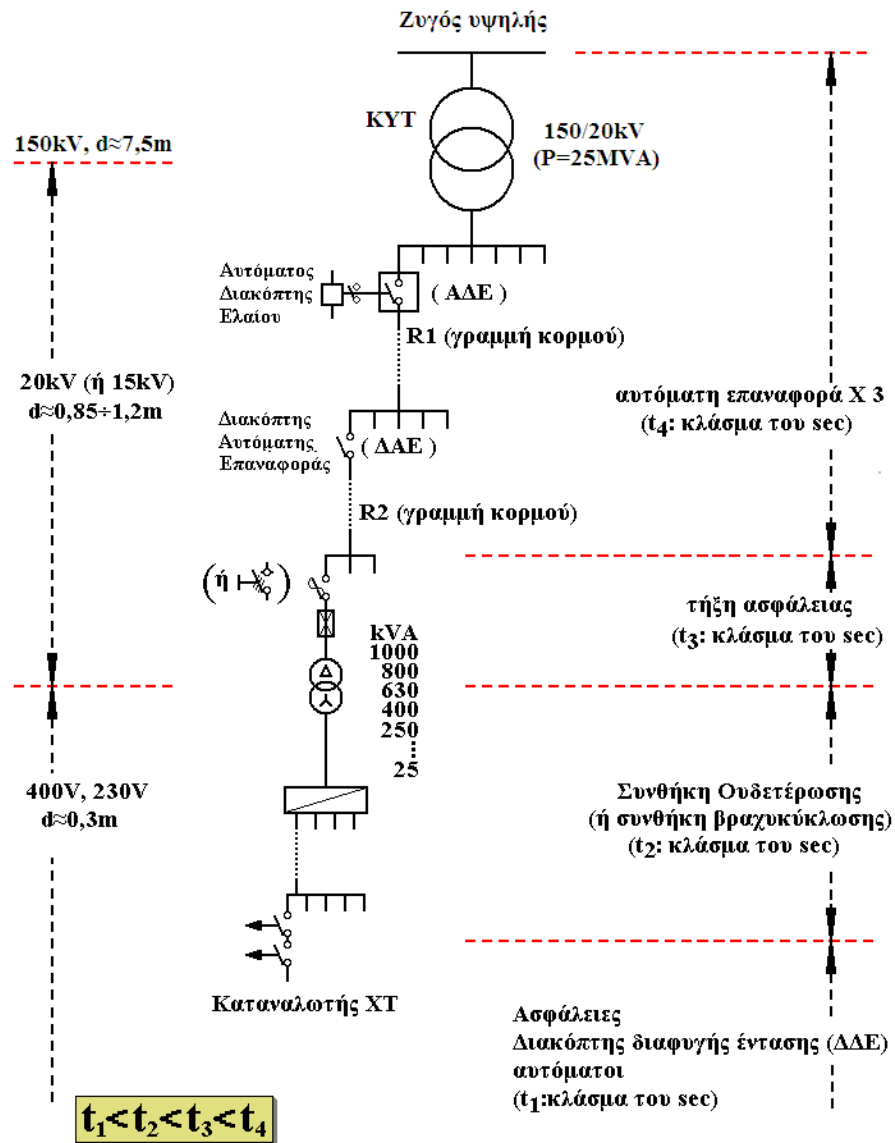 Ζυγός υψηλής
ΚΥΤ
150/20kV
(P=25MVA)
150kV, d≈7,5m
Αυτόματος
Διακόπτης
Ελαίου
( ΑΔΕ )
R1 (γραμμή κορμού)
20kV (ή 15kV)
d≈0,85÷1,2m
αυτόματη επαναφορά Χ 3
(t4: κλάσμα του sec)
Διακόπτης
Αυτόματης
Επαναφοράς
( ΔΑΕ )
R2 (γραμμή κορμού)
( ή )
τήξη ασφάλειας
(t3: κλάσμα του sec)
kVA
1000
800
630
400
250
25
Δ
400V, 230V
d≈0,3m
Συνθήκη Ουδετέρωσης
(ή συνθήκη βραχυκύκλωσης)
(t2: κλάσμα του sec)
Καταναλωτής ΧΤ
Ασφάλειες
Διακόπτης διαφυγής έντασης (ΔΔΕ)
αυτόματοι
(t1:κλάσμα του sec)
t1<t2<t3<t4